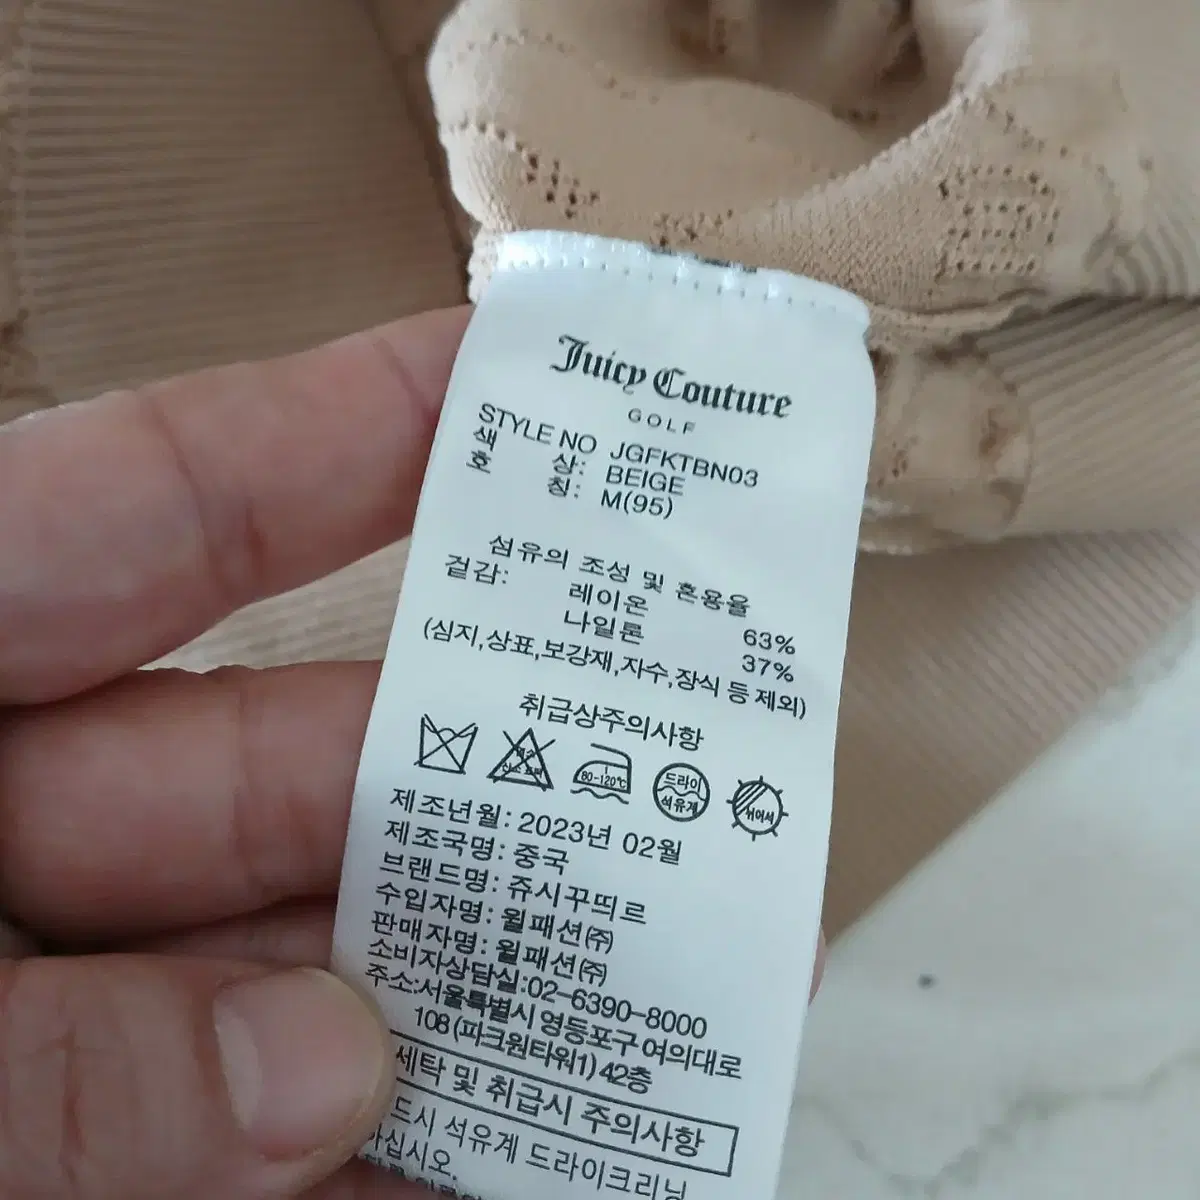 Juicy Couture
GOLF
STYLE NO JGFKTBN03
색 상: BEIGE
호 칭: M(95)
섬유의 조성 및 혼용율
겉감: 레이온 63%
나일론 37%
(심지,상표,보강재,자수,장식 등 제외)
취급상주의사항
80-120℃
드라이
석유계
뉘어서
제조년월: 2023년 02월
제조국명: 중국
브랜드명: 쥬시꾸띄르
수입자명: 월패션㈜
판매자명: 월패션㈜
소비자상담실:02-6390-8000
주소:서울특별시 영등포구 여의대로
108 (파크원타워1) 42층
세탁 및 취급시 주의사항
드시 석유계 드라이크리닝
하십시오.